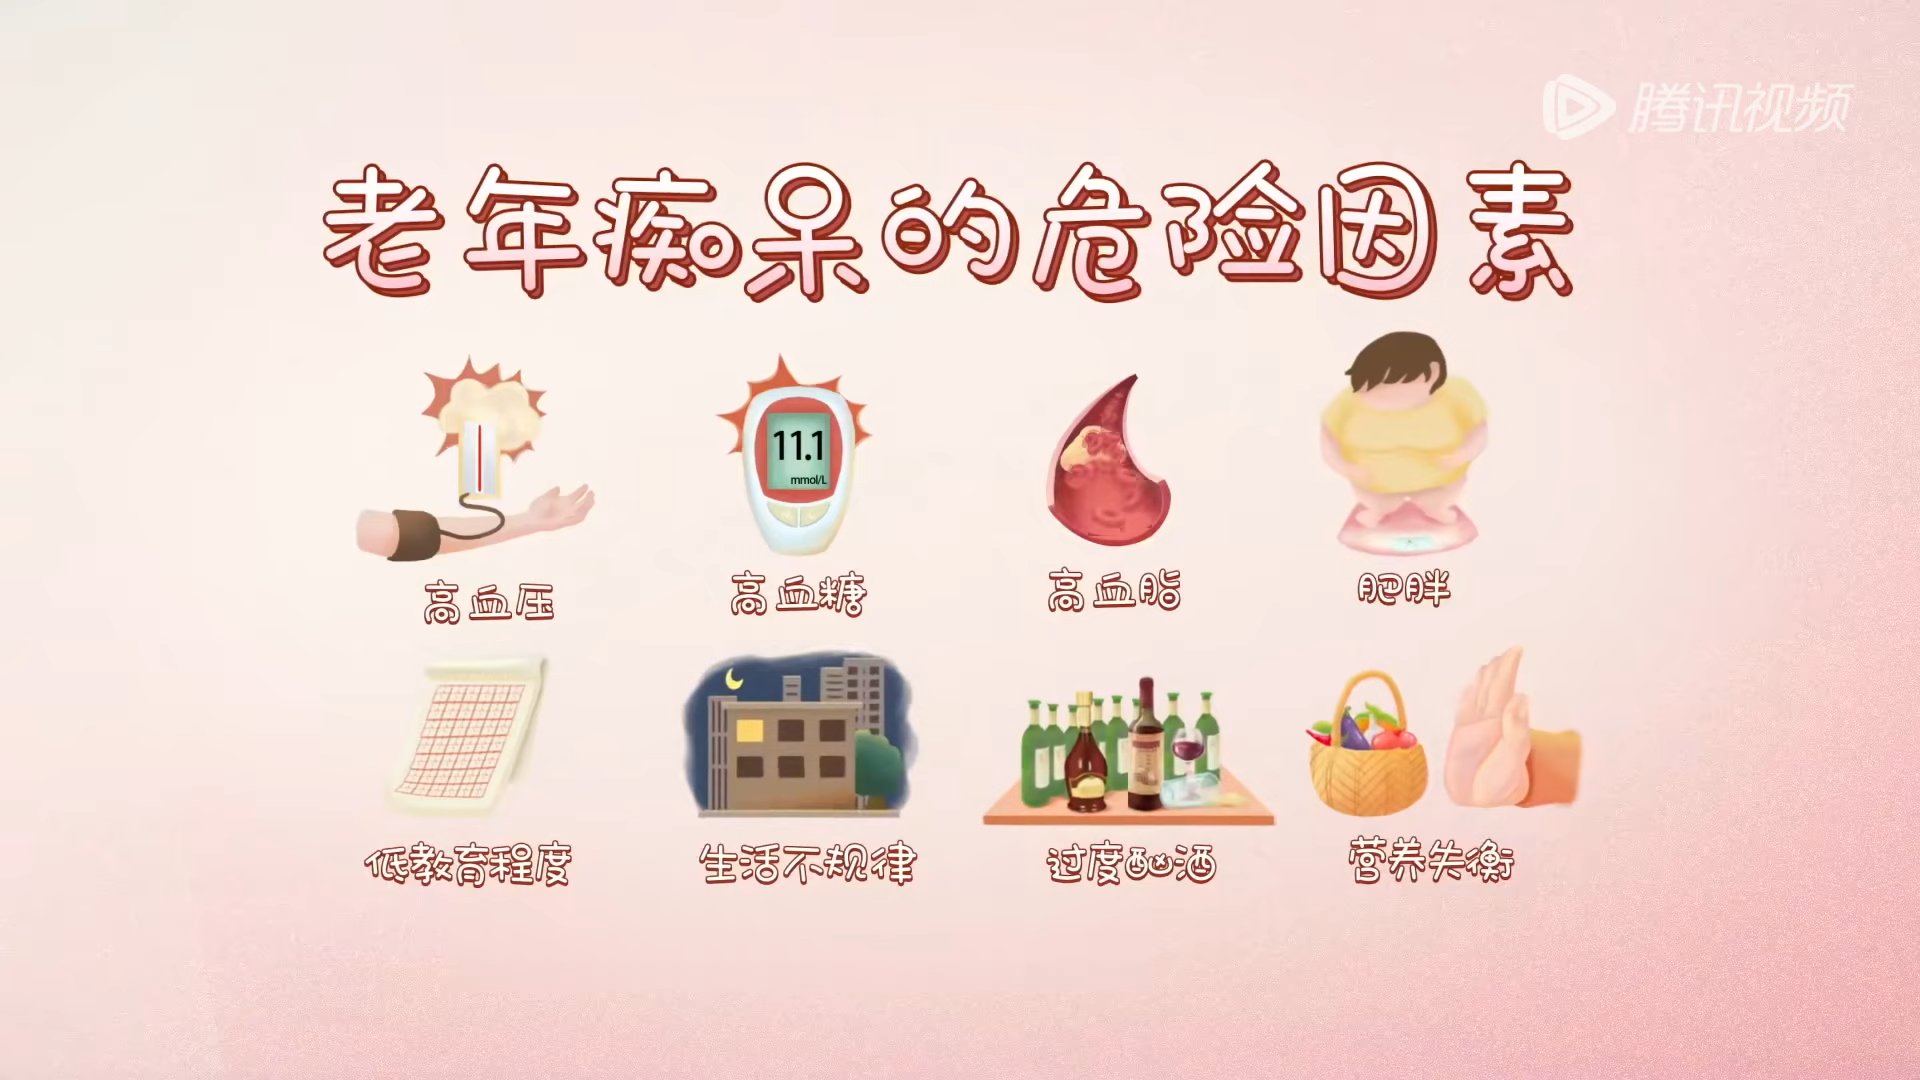 腾讯视频
老年痴呆的危险因素
11.1
mmol/L
高血压
高血糖
高血脂
肥胖
低教育程度
生活不规律
过度酗酒
营养失衡